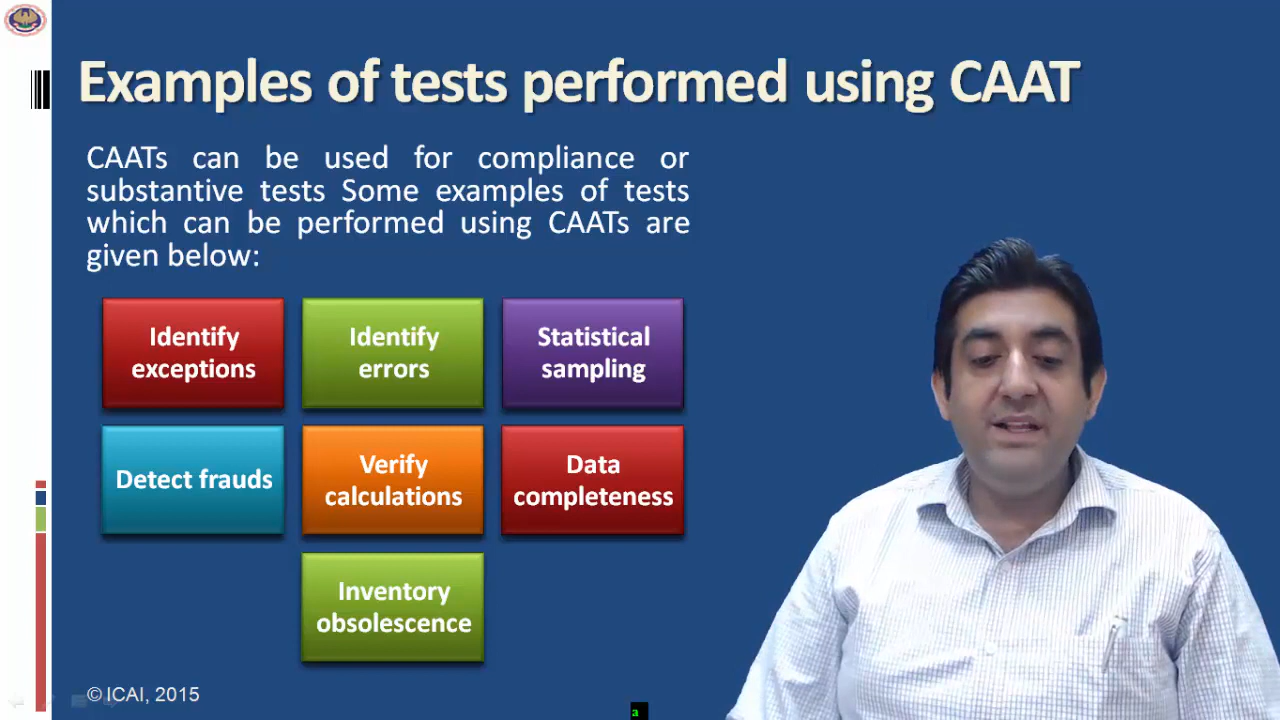 Examples of tests performed using CAAT
CAATs can be used for compliance or
substantive tests Some examples of tests
which can be performed using CAATs are
given below:
Identify
exceptions
Identify
errors
Statistical
sampling
Detect frauds
Verify
calculations
Data
completeness
Inventory
obsolescence
© ICAI, 2015
a